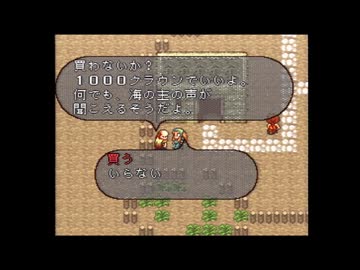 買わないか？
１０００クラウンでいいよ。
何でも、海の主の声が
聞こえるそうだよ。
買う
いらない